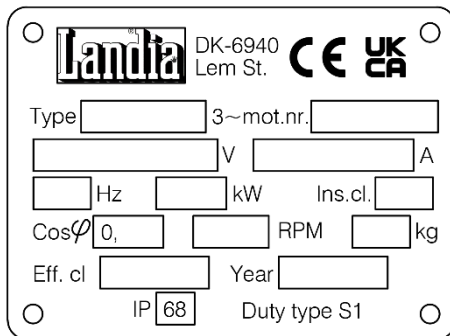 Landia® DK-6940
Lem St. CE UK CA
Type 3~mot.nr.
V A
Hz kW Ins.cl.
Cosφ 0, RPM kg
Eff. cl Year
IP 68 Duty type S1